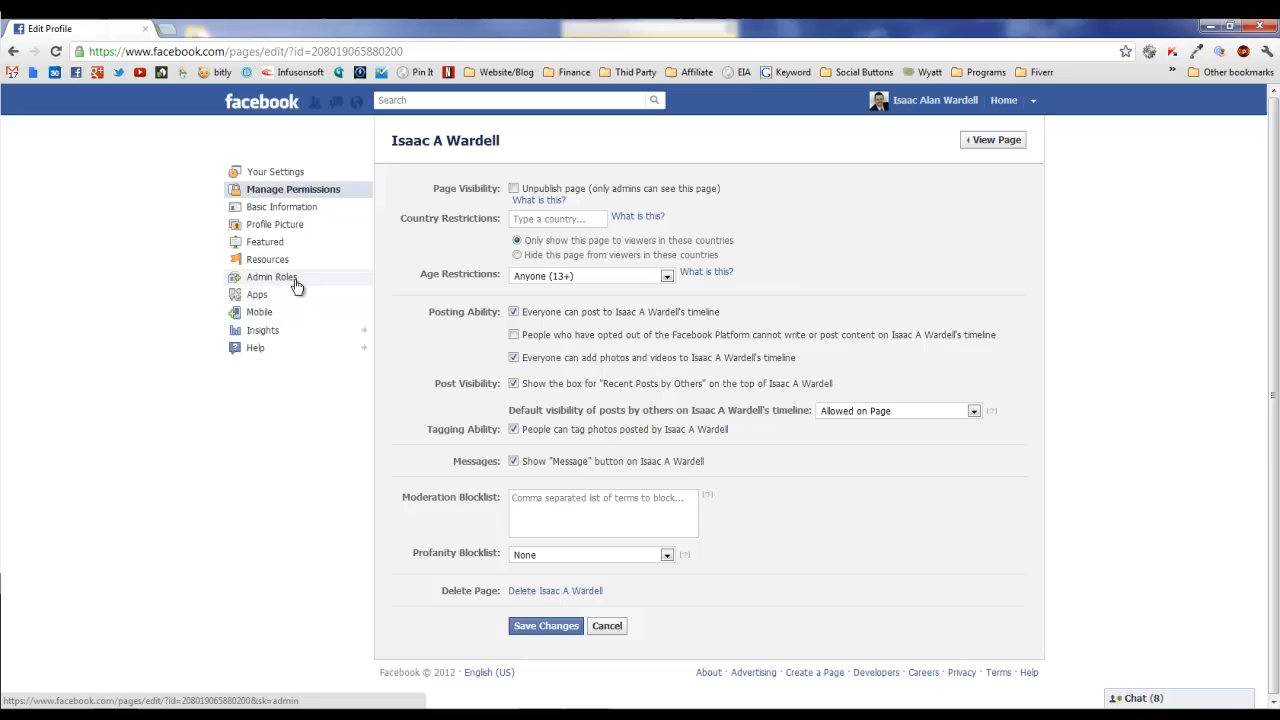 Edit Profile
https://www.facebook.com/pages/edit/?id=208019065880200
bitly
Infusonsoft
Pin It
Website/Blog
Finance
Third Party
Affiliate
EIA
Keyword
Social Buttons
Wyatt
Programs
Fiverr
Other bookmarks
facebook
Search
Isaac Alan Wardell
Home
Isaac A Wardell
View Page
Your Settings
Manage Permissions
Basic Information
Profile Picture
Featured
Resources
Admin Roles
Apps
Mobile
Insights
Help
Page Visibility: Unpublish page (only admins can see this page)
What is this?
Country Restrictions: Type a country... What is this?
Only show this page to viewers in these countries
Hide this page from viewers in these countries
Age Restrictions: Anyone (13+) What is this?
Posting Ability: Everyone can post to Isaac A Wardell's timeline
People who have opted out of the Facebook Platform cannot write or post content on Isaac A Wardell's timeline
Everyone can add photos and videos to Isaac A Wardell's timeline
Post Visibility: Show the box for "Recent Posts by Others" on the top of Isaac A Wardell
Default visibility of posts by others on Isaac A Wardell's timeline: Allowed on Page [?]
Tagging Ability: People can tag photos posted by Isaac A Wardell
Messages: Show "Message" button on Isaac A Wardell
Moderation Blocklist: Comma separated list of terms to block... [?]
Profanity Blocklist: None [?]
Delete Page: Delete Isaac A Wardell
Save Changes Cancel
Facebook © 2012 · English (US)
About · Advertising · Create a Page · Developers · Careers · Privacy · Terms · Help
https://www.facebook.com/pages/edit/?id=208019065880200&sk=admin
Chat (8)